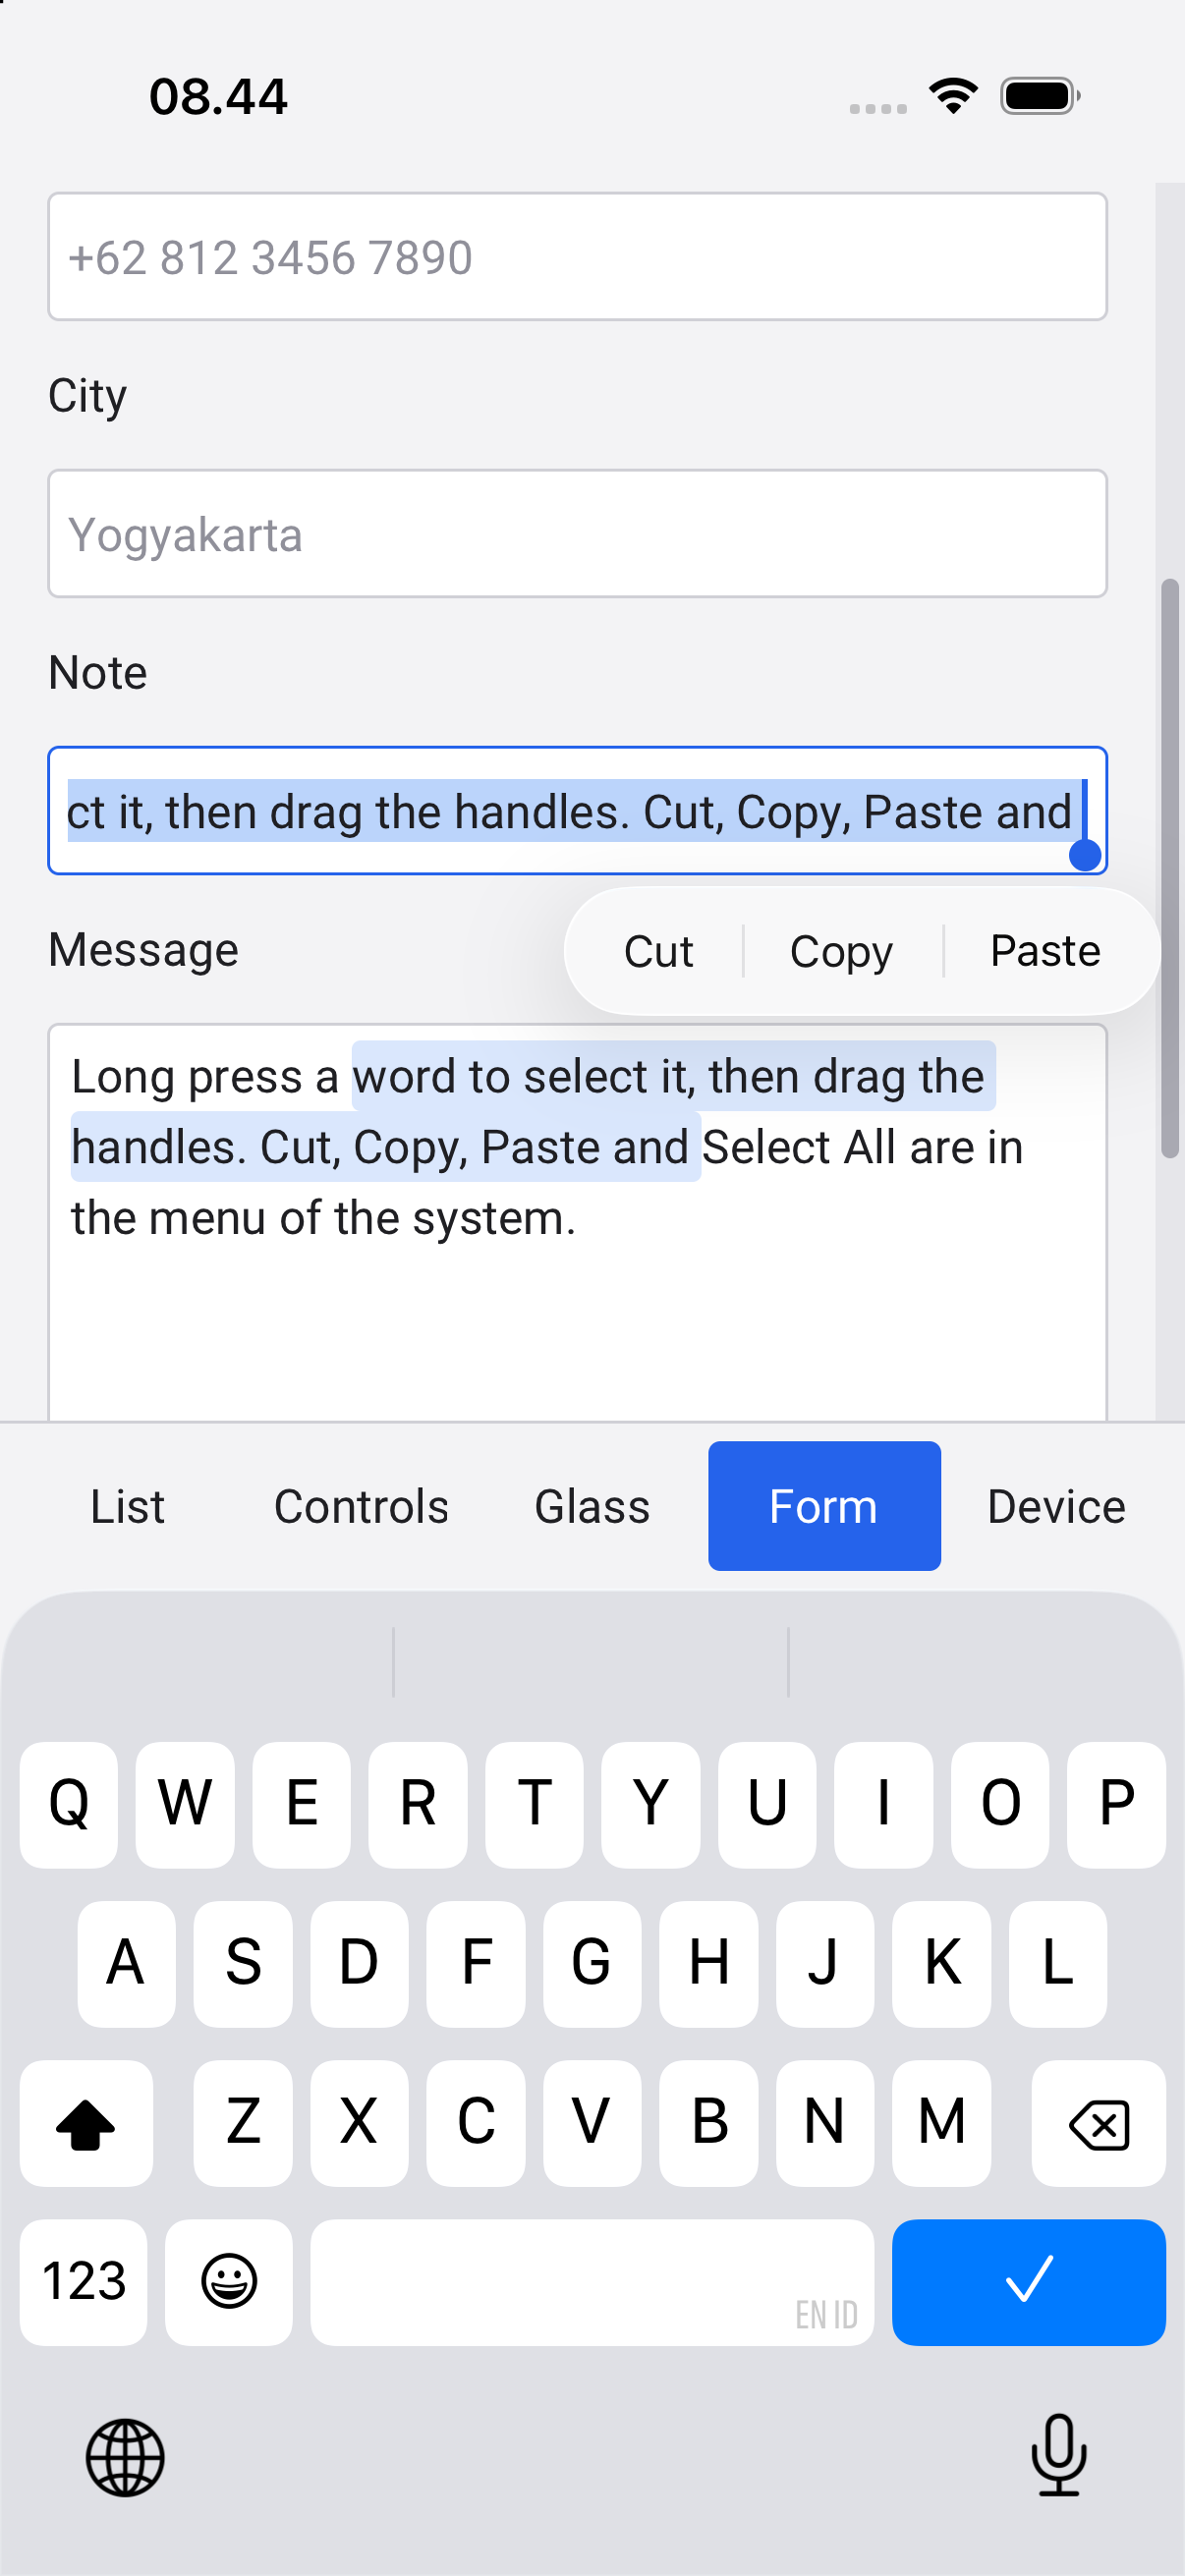 08.44
+62 812 3456 7890
City
Yogyakarta
Note
ct it, then drag the handles. Cut, Copy, Paste and
Message
Cut Copy Paste
Long press a word to select it, then drag the
handles. Cut, Copy, Paste and Select All are in
the menu of the system.
List Controls Glass Form Device
Q W E R T Y U I O P
A S D F G H J K L
Z X C V B N M
123
EN ID